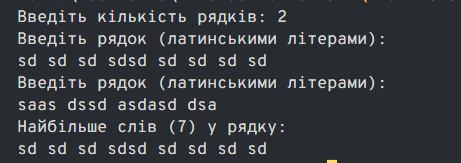 Введіть кількість рядків: 2
Введіть рядок (латинськими літерами):
sd sd sd sdsd sd sd sd sd
Введіть рядок (латинськими літерами):
saas dssd asdasd dsa
Найбільше слів (7) у рядку:
sd sd sd sdsd sd sd sd sd